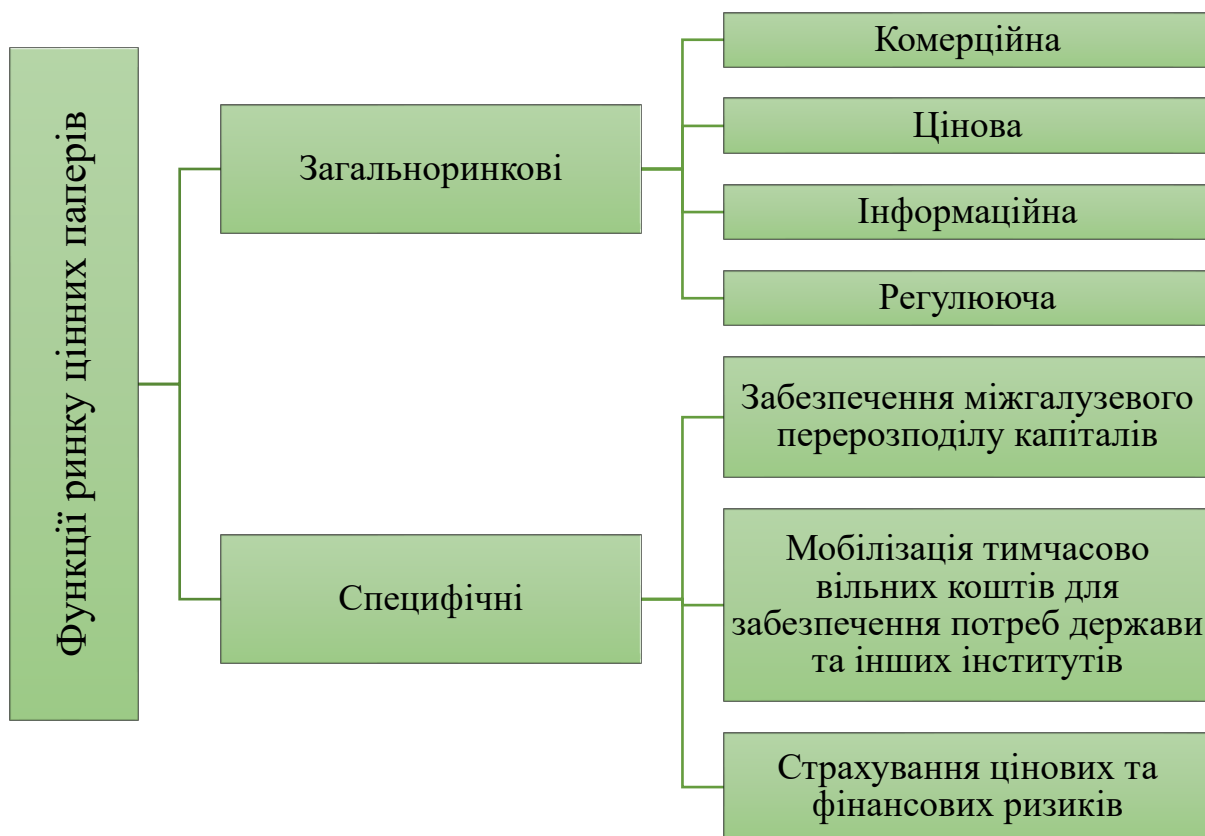 Функції ринку цінних паперів
Загальноринкові
Комерційна
Цінова
Інформаційна
Регулююча
Специфічні
Забезпечення міжгалузевого
перерозподілу капіталів
Мобілізація тимчасово
вільних коштів для
забезпечення потреб держави
та інших інститутів
Страхування цінових та
фінансових ризиків